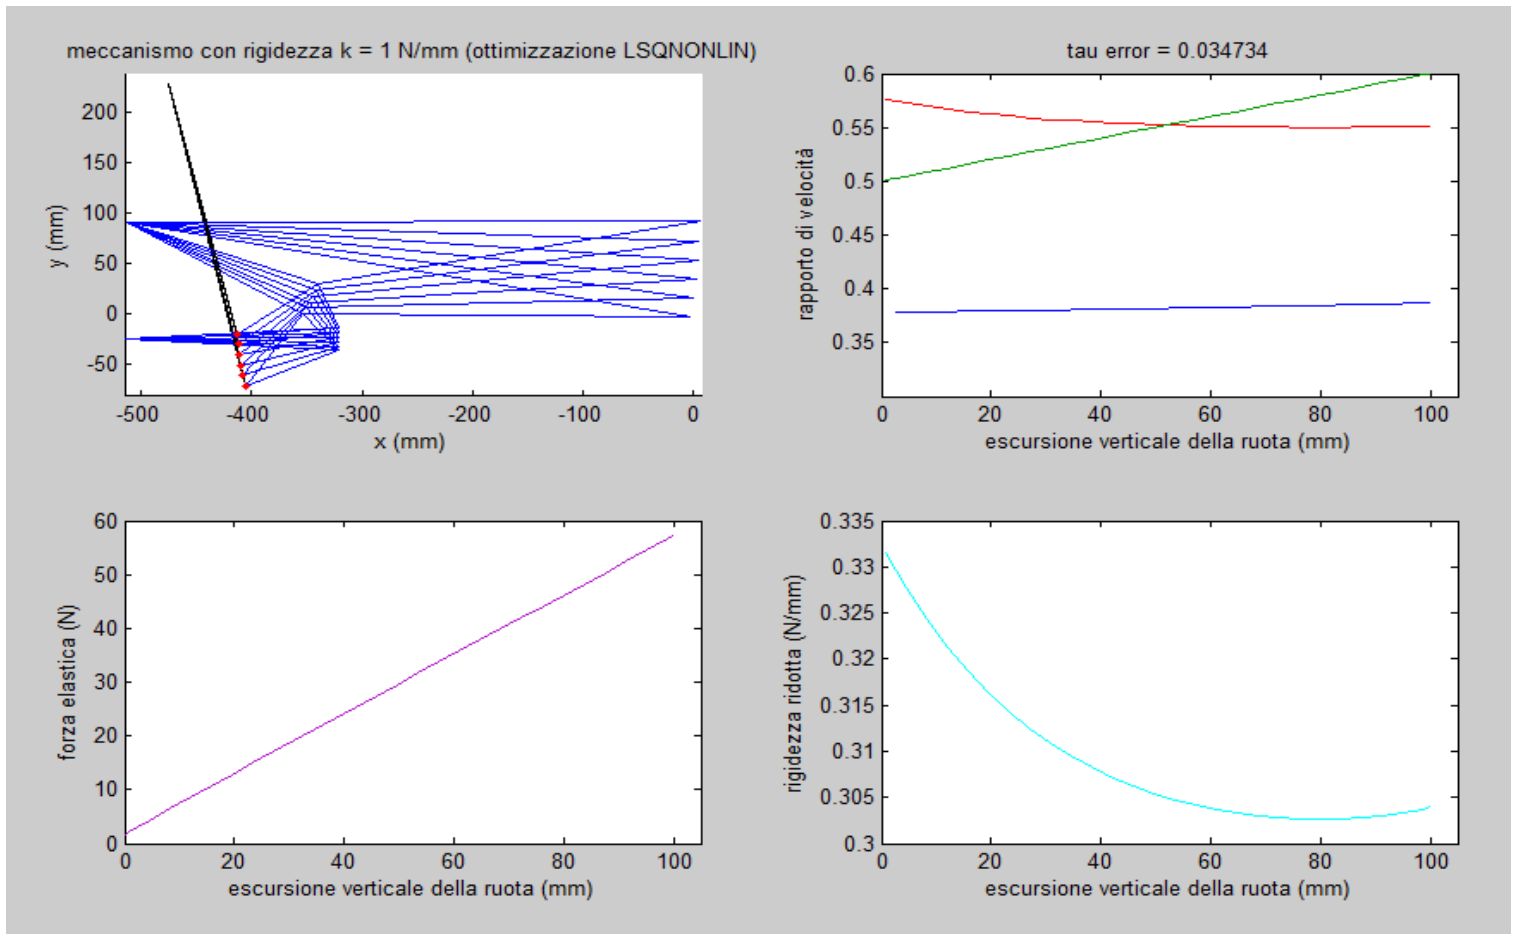 meccanismo con rigidezza k = 1 N/mm (ottimizzazione LSQNONLIN)
200
150
100
50
0
-50
y (mm)
-500 -400 -300 -200 -100 0
x (mm)
tau error = 0.034734
0.6
0.55
0.5
0.45
0.4
0.35
rapporto di velocità
0 20 40 60 80 100
escursione verticale della ruota (mm)
60
50
40
30
20
10
0
forza elastica (N)
0 20 40 60 80 100
escursione verticale della ruota (mm)
0.335
0.33
0.325
0.32
0.315
0.31
0.305
0.3
rigidezza ridotta (N/mm)
0 20 40 60 80 100
escursione verticale della ruota (mm)